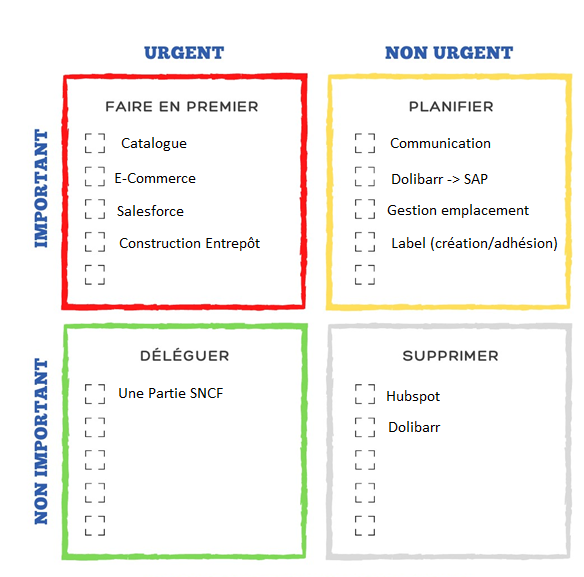 URGENT
NON URGENT
IMPORTANT
FAIRE EN PREMIER
Catalogue
E-Commerce
Salesforce
Construction Entrepôt
PLANIFIER
Communication
Dolibarr -> SAP
Gestion emplacement
Label (création/adhésion)
NON IMPORTANT
DÉLÉGUER
Une Partie SNCF
SUPPRIMER
Hubspot
Dolibarr